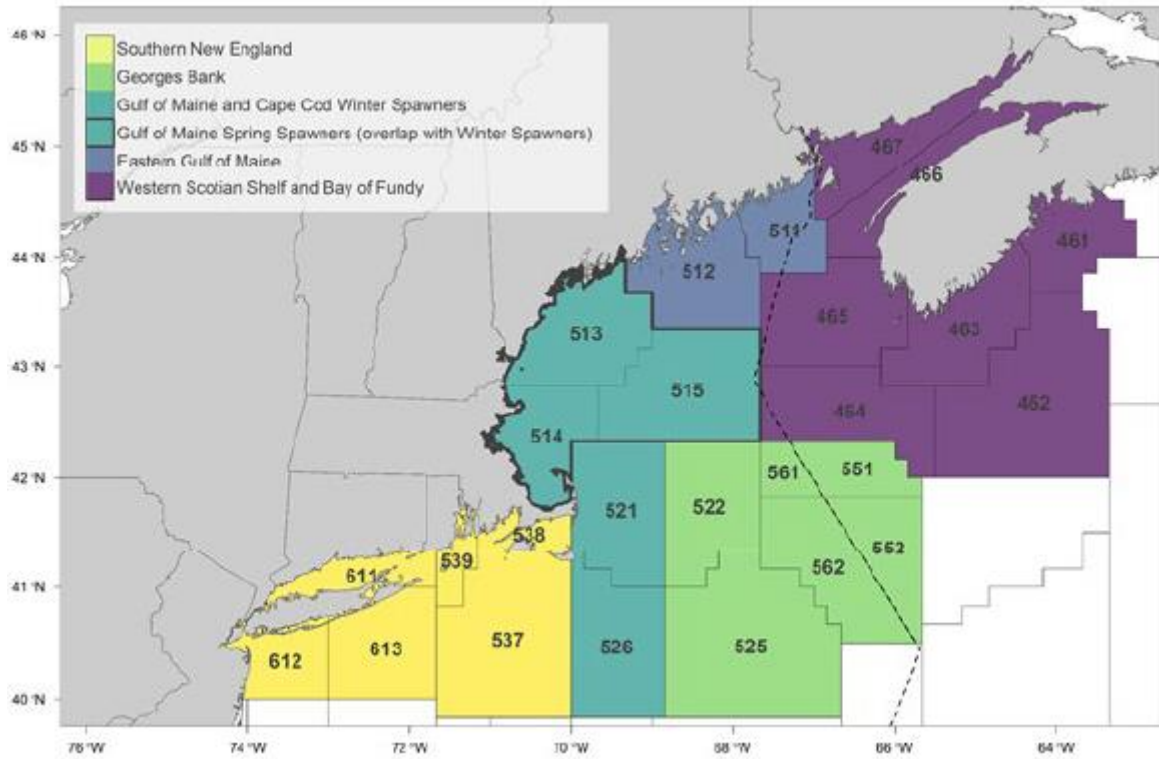 46°N
Southern New England
Georges Bank
Gulf of Maine and Cape Cod Winter Spawners
Gulf of Maine Spring Spawners (overlap with Winter Spawners)
Eastern Gulf of Maine
Western Scotian Shelf and Bay of Fundy
45°N
467
466
44°N
511
512
461
465
463
43°N
513
515
464
462
42°N
514
561
551
521
522
41°N
538
539
611
562
552
40°N
612
613
537
526
525
76°W 74°W 72°W 70°W 68°W 66°W 64°W